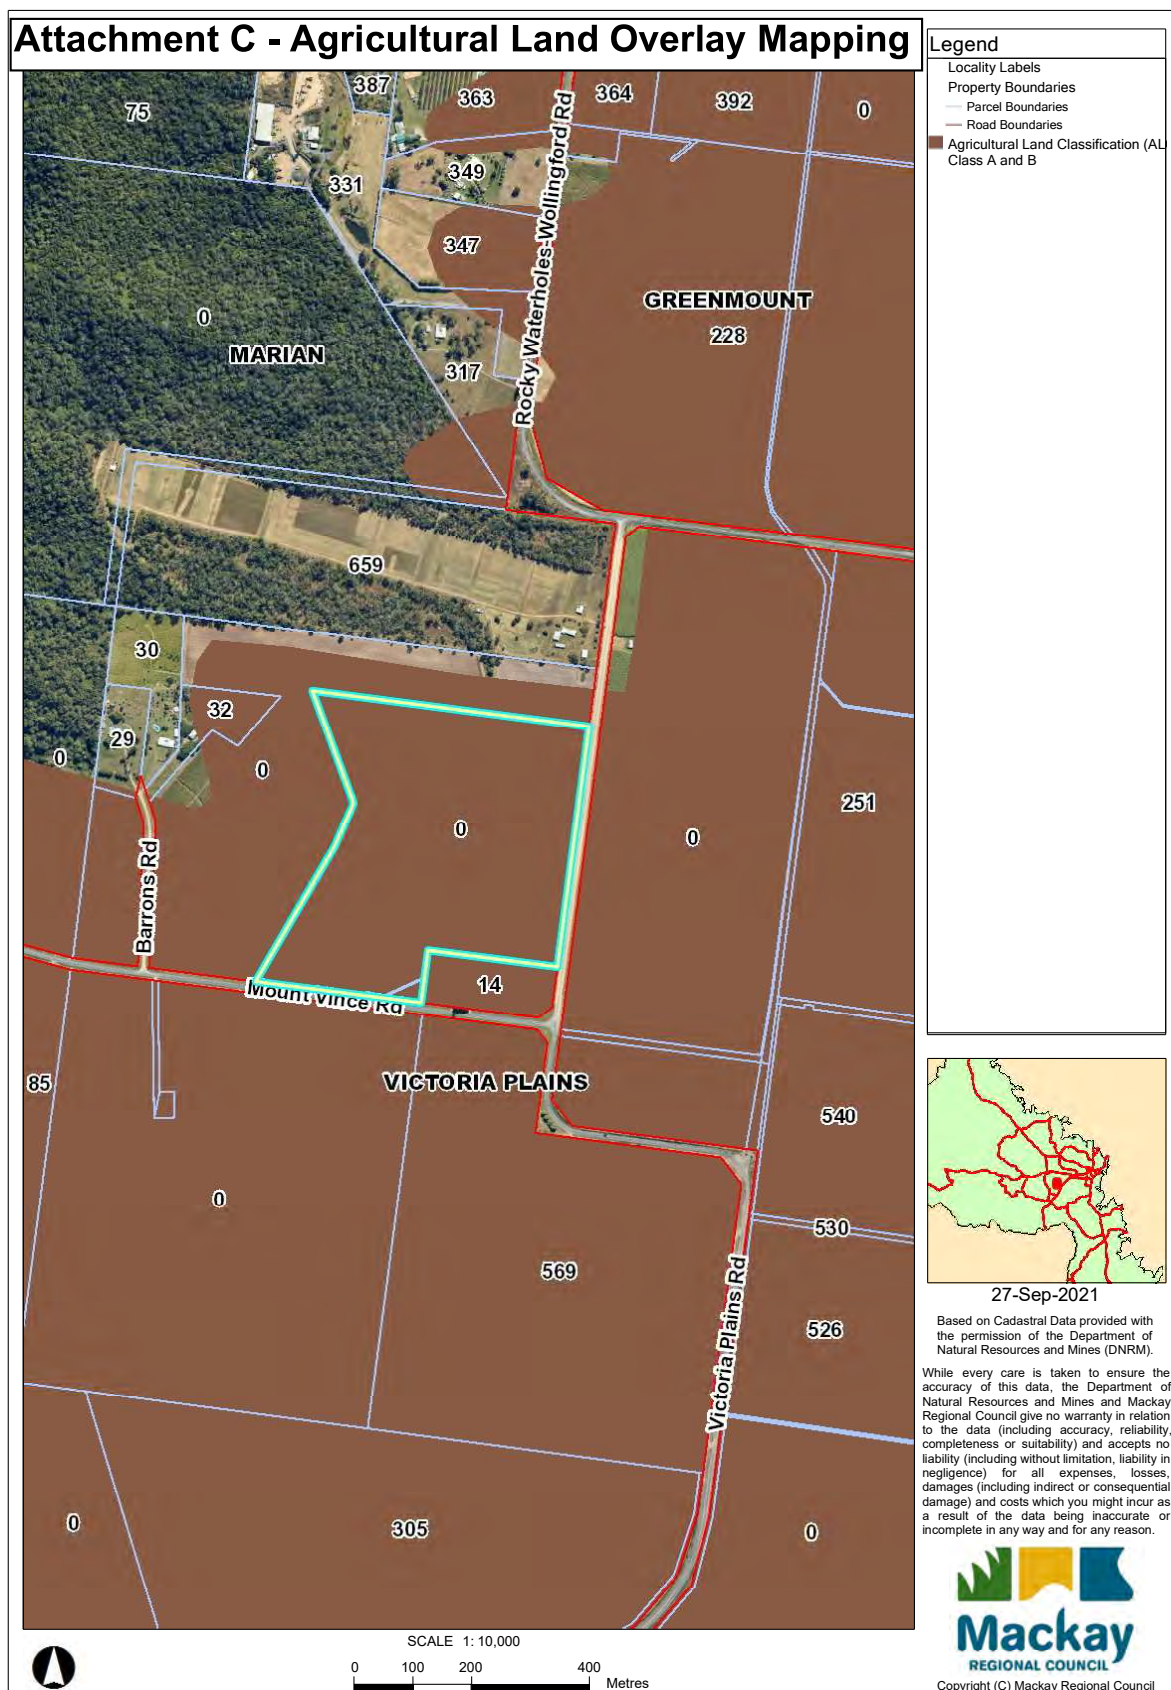 Attachment C - Agricultural Land Overlay Mapping
Legend
Locality Labels
Property Boundaries
Parcel Boundaries
Road Boundaries
Agricultural Land Classification (AL
Class A and B
75
387
363
364
392
0
331
349
347
Rocky Waterholes-Wollingford Rd
GREENMOUNT
228
0
MARIAN
317
659
30
32
29
0
0
0
0
251
Barrons Rd
14
Mount Vince Rd
VICTORIA PLAINS
85
540
0
530
569
526
Victoria Plains Rd
0
305
0
27-Sep-2021
Based on Cadastral Data provided with
the permission of the Department of
Natural Resources and Mines (DNRM).
While every care is taken to ensure the
accuracy of this data, the Department of
Natural Resources and Mines and Mackay
Regional Council give no warranty in relation
to the data (including accuracy, reliability,
completeness or suitability) and accepts no
liability (including without limitation, liability in
negligence) for all expenses, losses,
damages (including indirect or consequential
damage) and costs which you might incur as
a result of the data being inaccurate or
incomplete in any way and for any reason.
Mackay
REGIONAL COUNCIL
Copyright (C) Mackay Regional Council
SCALE 1: 10,000
0 100 200 400
Metres